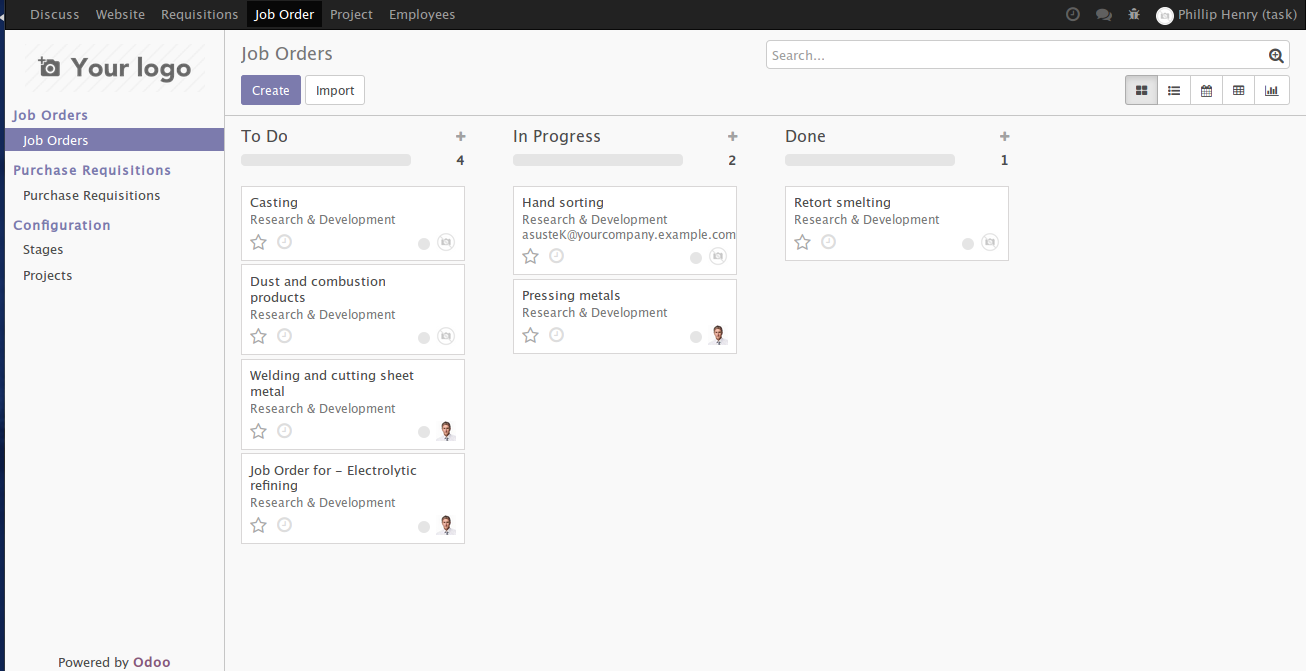 Discuss Website Requisitions Job Order Project Employees Phillip Henry (task)
Your logo
Job Orders
Job Orders
Purchase Requisitions
Purchase Requisitions
Configuration
Stages
Projects
Powered by Odoo
Job Orders
Search...
Create Import
To Do +
4
Casting
Research & Development
Dust and combustion
products
Research & Development
Welding and cutting sheet
metal
Research & Development
Job Order for – Electrolytic
refining
Research & Development
In Progress +
2
Hand sorting
Research & Development
asusteK@yourcompany.example.com
Pressing metals
Research & Development
Done +
1
Retort smelting
Research & Development